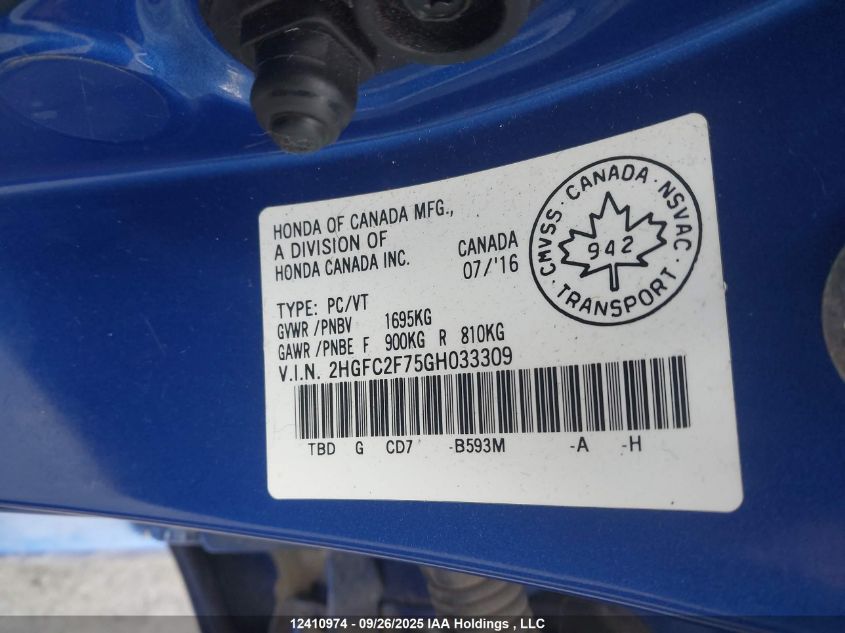 HONDA OF CANADA MFG.,
A DIVISION OF
HONDA CANADA INC.
CANADA
07/'16
CMVSS · CANADA · NSVAC · TRANSPORT ·
942
TYPE: PC/VT
GVWR /PNBV 1695KG
GAWR /PNBE F 900KG R 810KG
V.I.N. 2HGFC2F75GH033309
TBD G CD7' -B593M -A -H
12410974 - 09/26/2025 IAA Holdings , LLC